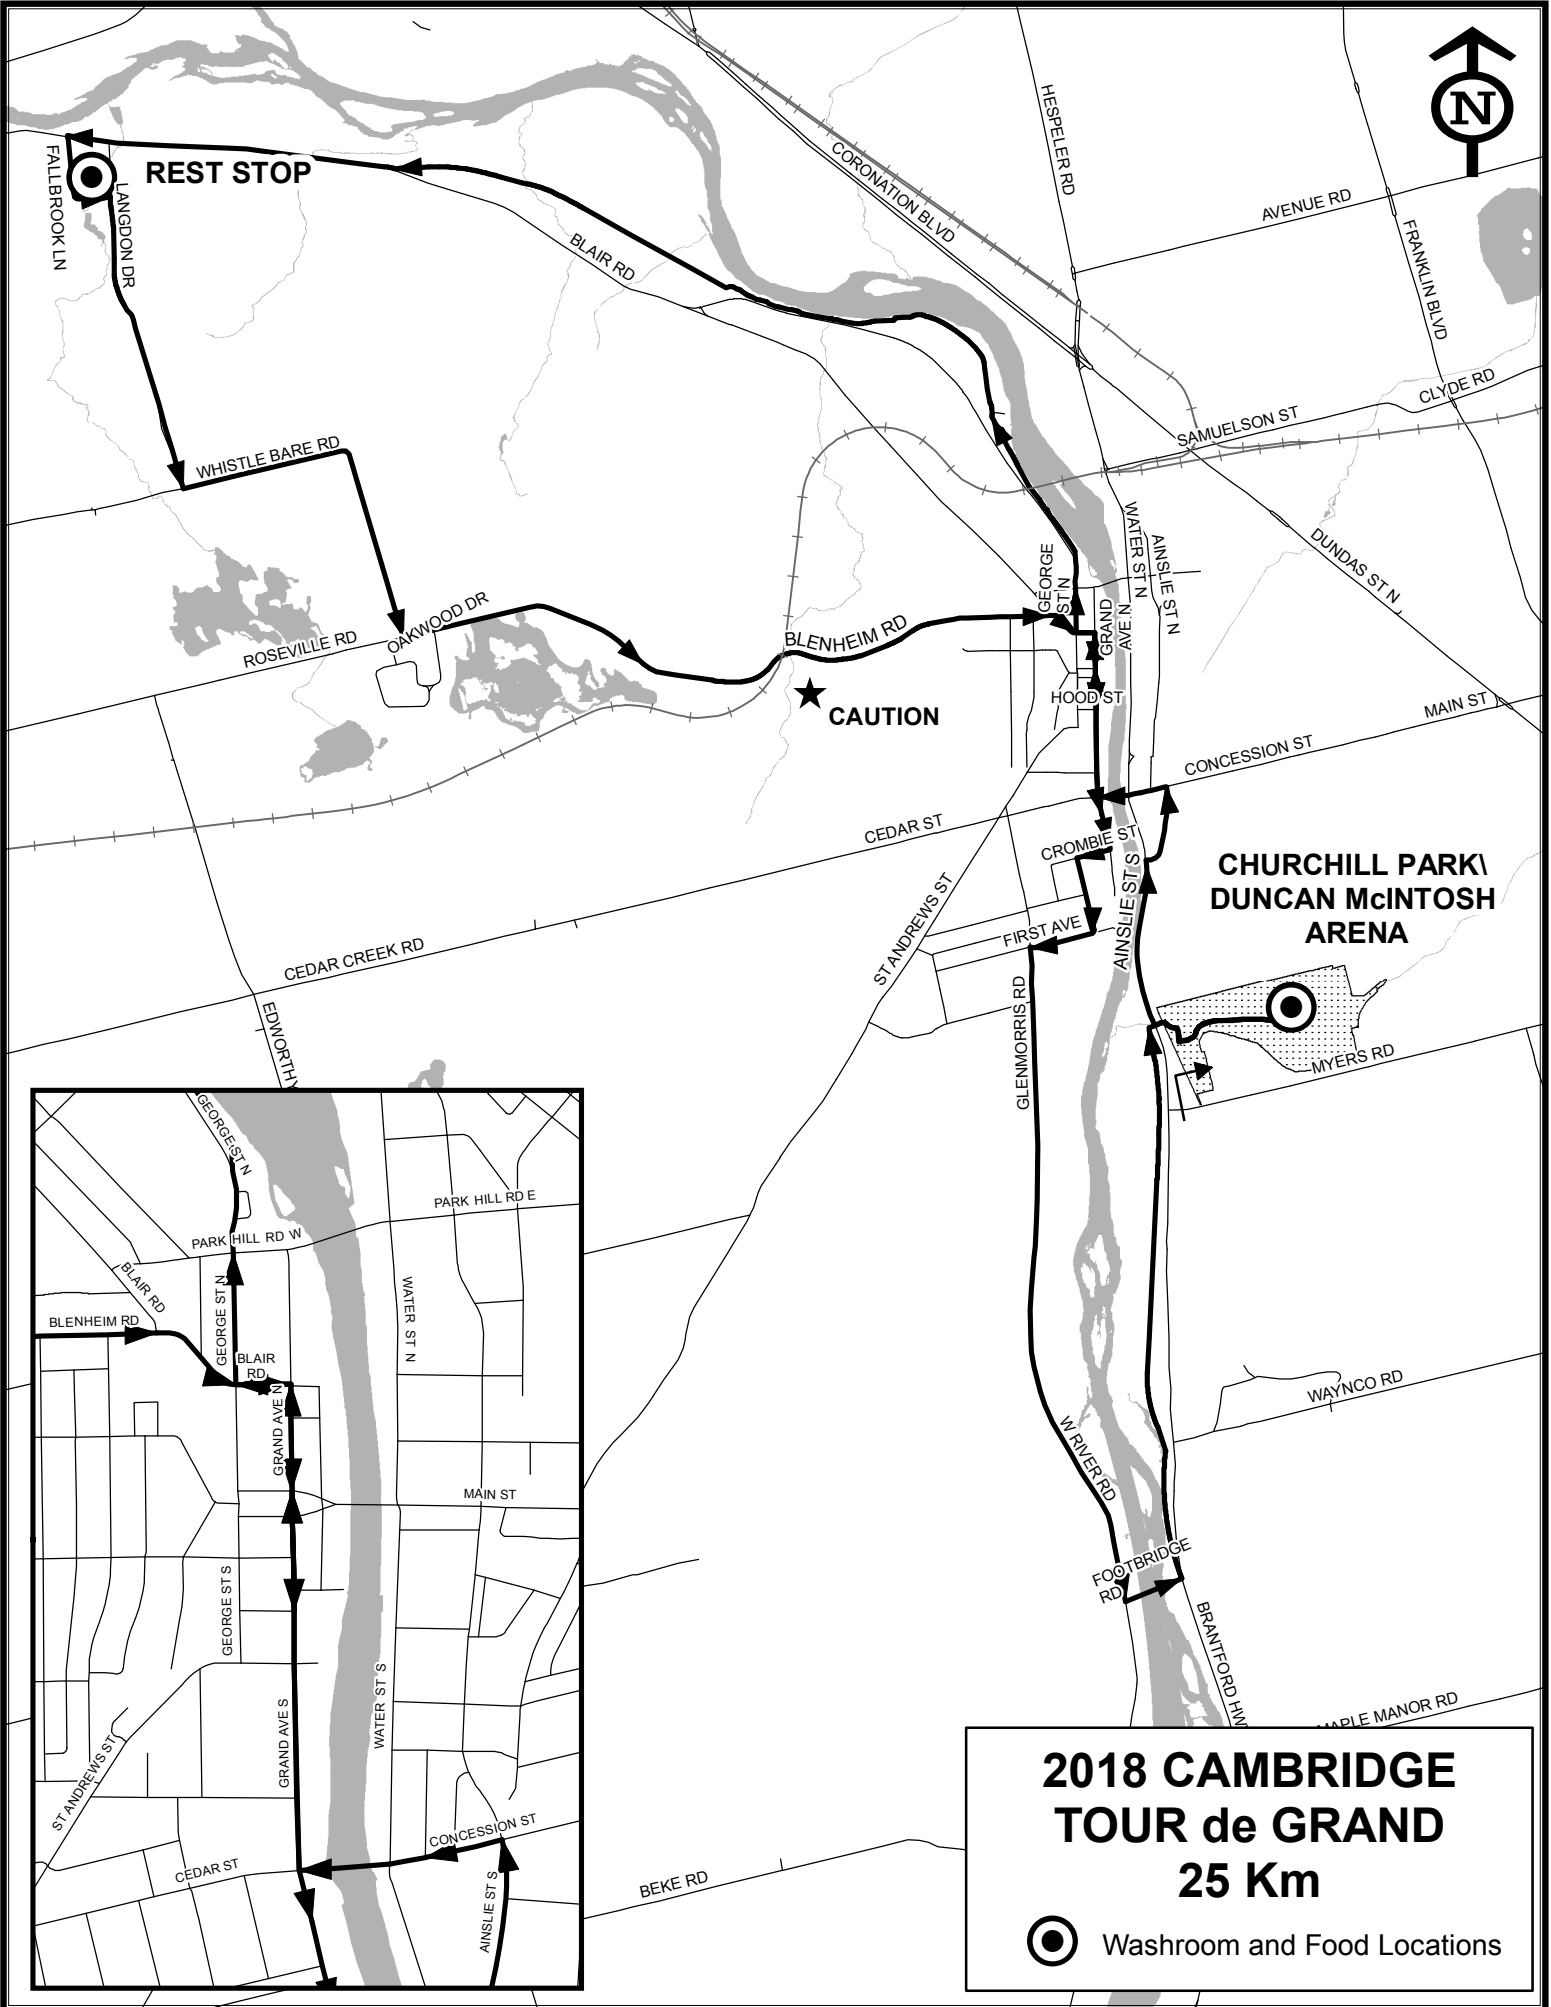 N
HESPELER RD
CORONATION BLVD
AVENUE RD
FRANKLIN BLVD
FALLBROOK LN
LANGDON DR
REST STOP
BLAIR RD
CLYDE RD
SAMUELSON ST
WHISTLE BARE RD
WATER ST N
AINSLIE ST N
DUNDAS ST N
GEORGE
ST N
GRAND
AVE N
OAKWOOD DR
ROSEVILLE RD
BLENHEIM RD
HOOD ST
CAUTION
MAIN ST
CONCESSION ST
CEDAR ST
CROMBIE ST
AINSLIE ST S
CHURCHILL PARK\
DUNCAN McINTOSH
ARENA
ST ANDREWS ST
FIRST AVE
CEDAR CREEK RD
GLENMORRIS RD
EDWORTHY
MYERS RD
WAYNCO RD
W RIVER RD
FOOTBRIDGE
RD
BRANTFORD HW
MAPLE MANOR RD
BEKE RD
GEORGE ST N
PARK HILL RD E
PARK HILL RD W
BLAIR RD
GEORGE ST N
WATER ST N
BLENHEIM RD
BLAIR
RD
GRAND AVE N
MAIN ST
GEORGE ST S
WATER ST S
GRAND AVE S
ST ANDREWS ST
CONCESSION ST
CEDAR ST
AINSLIE ST S
2018 CAMBRIDGE
TOUR de GRAND
25 Km
Washroom and Food Locations